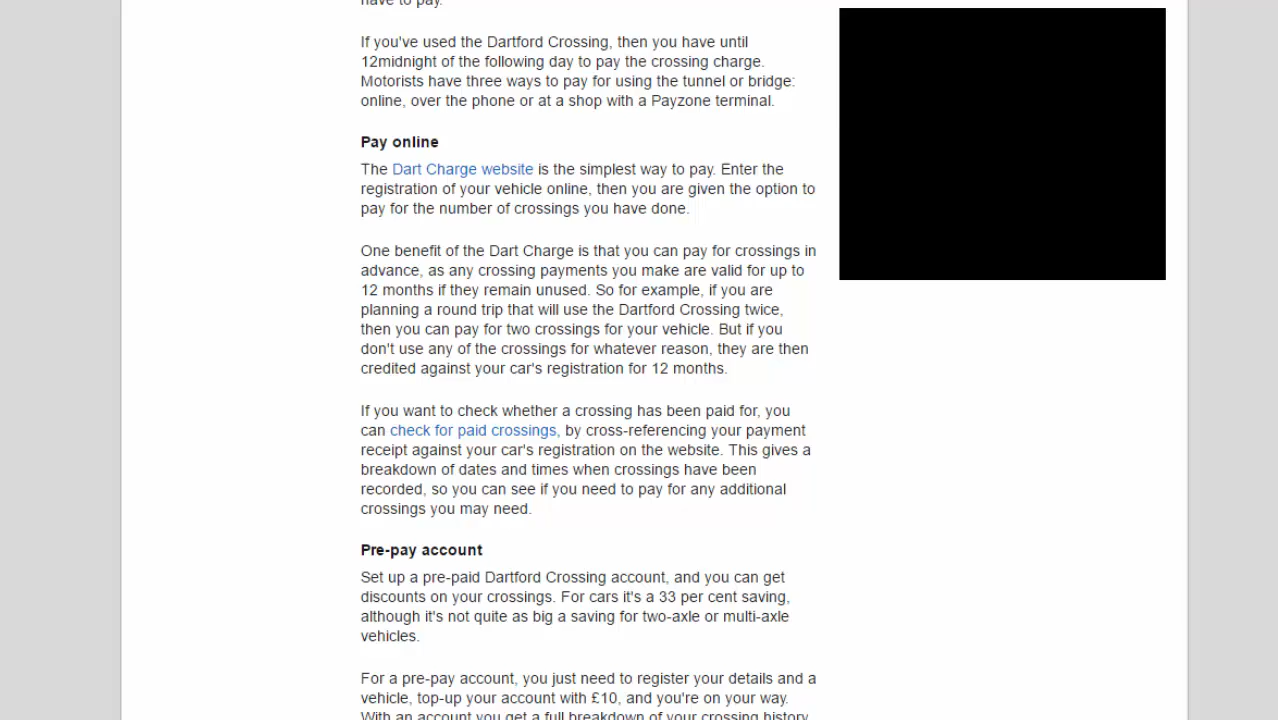 have to pay.
If you've used the Dartford Crossing, then you have until
12midnight of the following day to pay the crossing charge.
Motorists have three ways to pay for using the tunnel or bridge:
online, over the phone or at a shop with a Payzone terminal.
Pay online
The Dart Charge website is the simplest way to pay. Enter the
registration of your vehicle online, then you are given the option to
pay for the number of crossings you have done.
One benefit of the Dart Charge is that you can pay for crossings in
advance, as any crossing payments you make are valid for up to
12 months if they remain unused. So for example, if you are
planning a round trip that will use the Dartford Crossing twice,
then you can pay for two crossings for your vehicle. But if you
don't use any of the crossings for whatever reason, they are then
credited against your car's registration for 12 months.
If you want to check whether a crossing has been paid for, you
can check for paid crossings, by cross-referencing your payment
receipt against your car's registration on the website. This gives a
breakdown of dates and times when crossings have been
recorded, so you can see if you need to pay for any additional
crossings you may need.
Pre-pay account
Set up a pre-paid Dartford Crossing account, and you can get
discounts on your crossings. For cars it's a 33 per cent saving,
although it's not quite as big a saving for two-axle or multi-axle
vehicles.
For a pre-pay account, you just need to register your details and a
vehicle, top-up your account with £10, and you're on your way.
With an account you get a full breakdown of your crossing history,